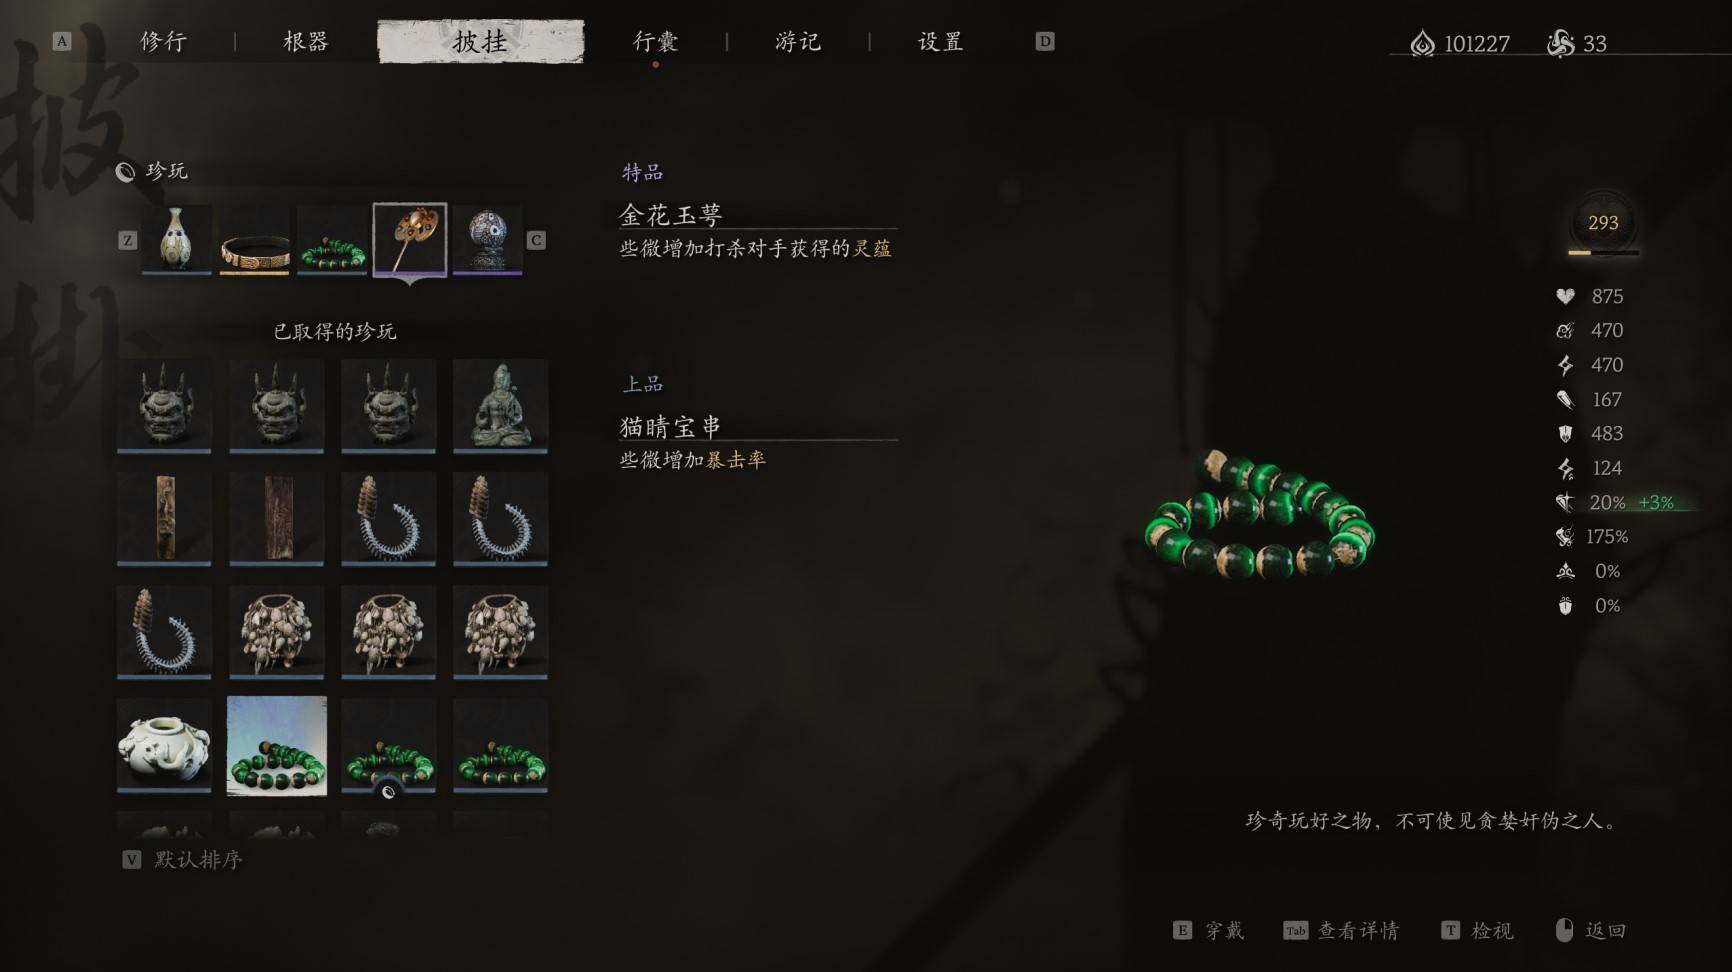 A 修行 根器 披挂 行囊 游记 设置 D 101227 33
披挂
珍玩
Z C
已取得的珍玩
V 默认排序
特品
金花玉萼
些微增加打杀对手获得的灵蕴
上品
猫睛宝串
些微增加暴击率
293
875
470
470
167
483
124
20% +3%
175%
0%
0%
珍奇玩好之物，不可使见贪婪奸伪之人。
E 穿戴 Tab 查看详情 T 检视 返回